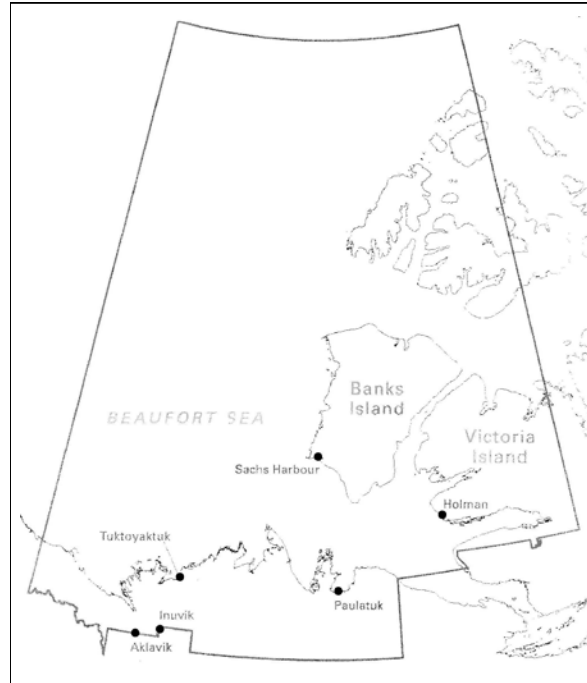 Banks
Island
BEAUFORT SEA
Victoria
Island
Sachs Harbour
Holman
Tuktoyaktuk
Paulatuk
Inuvik
Aklavik